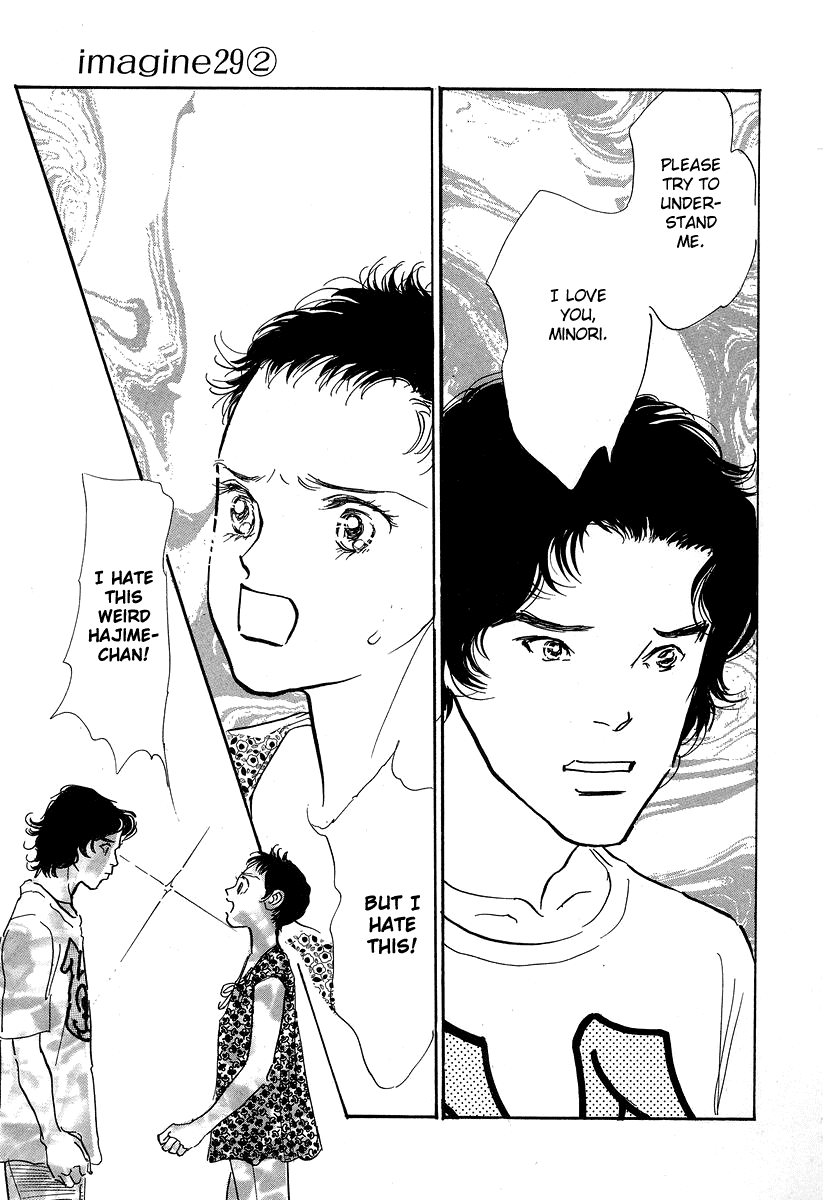 imagine29②
PLEASE
TRY TO
UNDER-
STAND
ME.
I LOVE
YOU,
MINORI.
BUT I
HATE
THIS!
I HATE
THIS
WEIRD
HAJIME-
CHAN!